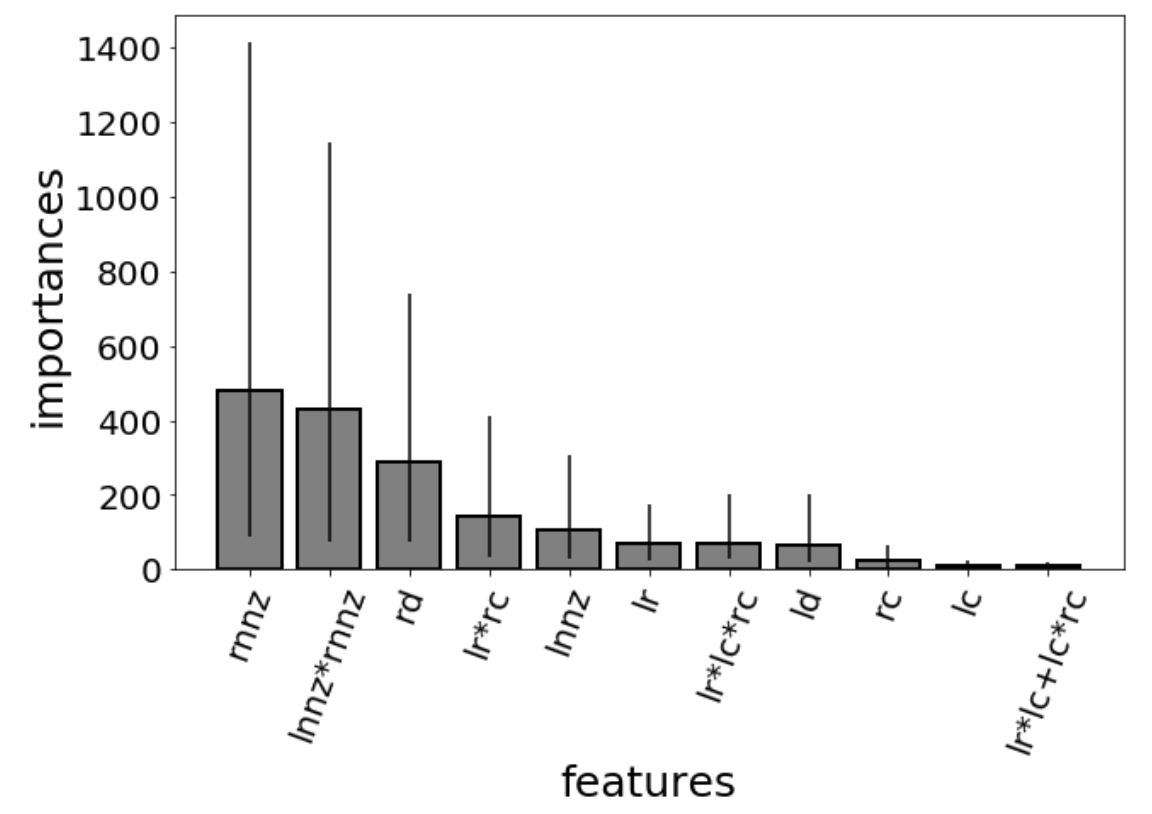 1400
1200
1000
800
600
400
200
0
importances
rnnz
lnnz*rnnz
rd
lr*rc
lnnz
lr
lr*lc*rc
ld
rc
lc
lr*lc+lc*rc
features